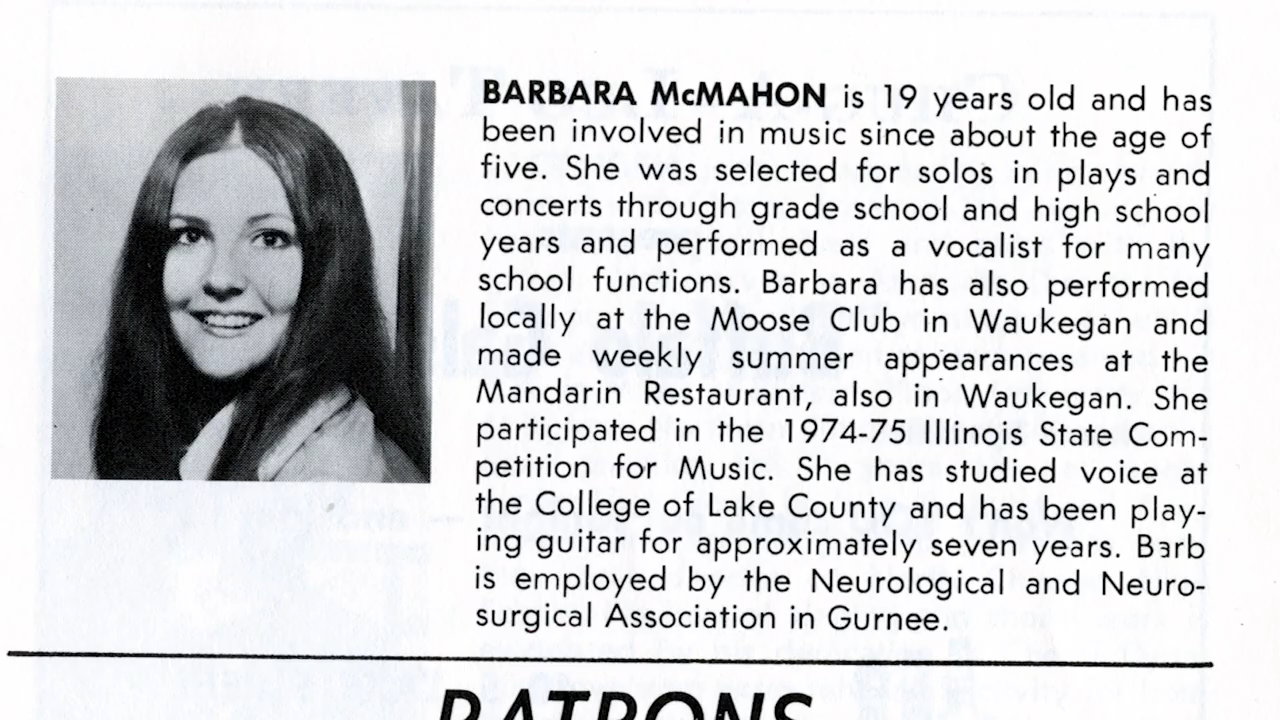 BARBARA McMAHON is 19 years old and has
been involved in music since about the age of
five. She was selected for solos in plays and
concerts through grade school and high school
years and performed as a vocalist for many
school functions. Barbara has also performed
locally at the Moose Club in Waukegan and
made weekly summer appearances at the
Mandarin Restaurant, also in Waukegan. She
participated in the 1974-75 Illinois State Com-
petition for Music. She has studied voice at
the College of Lake County and has been play-
ing guitar for approximately seven years. Barb
is employed by the Neurological and Neuro-
surgical Association in Gurnee.
PATRONS